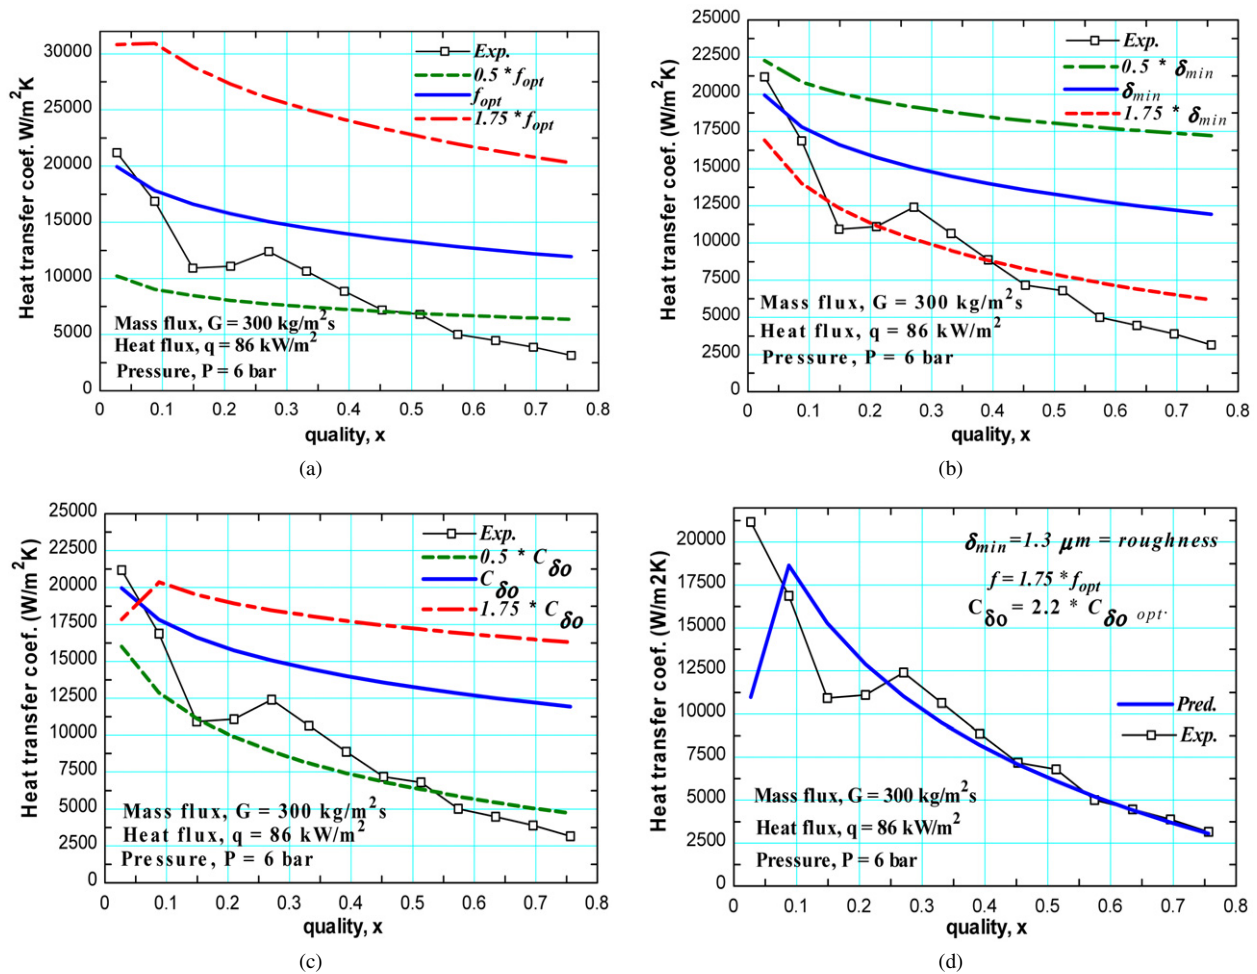 Heat transfer coef. W/m²K
30000
25000
20000
15000
10000
5000
0
Exp.
0.5 * f_opt
f_opt
1.75 * f_opt
Mass flux, G = 300 kg/m²s
Heat flux, q = 86 kW/m²
Pressure, P = 6 bar
0 0.1 0.2 0.3 0.4 0.5 0.6 0.7 0.8
quality, x
(a)
Heat transfer coef. (W/m²K)
25000
22500
20000
17500
15000
12500
10000
7500
5000
2500
0
Exp.
0.5 * δ_min
δ_min
1.75 * δ_min
Mass flux, G = 300 kg/m²s
Heat flux, q = 86 kW/m²
Pressure, P = 6 bar
0 0.1 0.2 0.3 0.4 0.5 0.6 0.7 0.8
quality, x
(b)
Heat transfer coef. (W/m²K)
25000
22500
20000
17500
15000
12500
10000
7500
5000
2500
0
Exp.
0.5 * C_δo
C_δo
1.75 * C_δo
Mass flux, G = 300 kg/m²s
Heat flux, q = 86 kW/m²
Pressure, P = 6 bar
0 0.1 0.2 0.3 0.4 0.5 0.6 0.7 0.8
quality, x
(c)
Heat transfer coef. (W/m2K)
20000
17500
15000
12500
10000
7500
5000
2500
0
δ_min=1.3 μm = roughness
f = 1.75 * f_opt
C_δo = 2.2 * C_δo opt.
Pred.
Exp.
Mass flux, G = 300 kg/m²s
Heat flux, q = 86 kW/m²
Pressure, P = 6 bar
0 0.1 0.2 0.3 0.4 0.5 0.6 0.7 0.8
quality, x
(d)